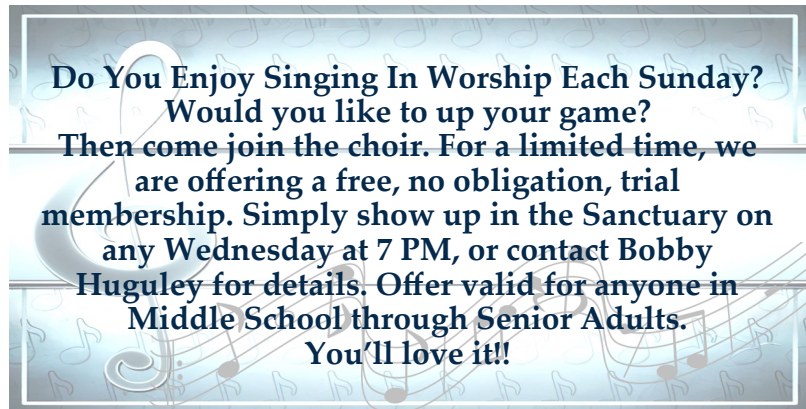 Do You Enjoy Singing In Worship Each Sunday?
Would you like to up your game?
Then come join the choir. For a limited time, we
are offering a free, no obligation, trial
membership. Simply show up in the Sanctuary on
any Wednesday at 7 PM, or contact Bobby
Huguley for details. Offer valid for anyone in
Middle School through Senior Adults.
You’ll love it!!